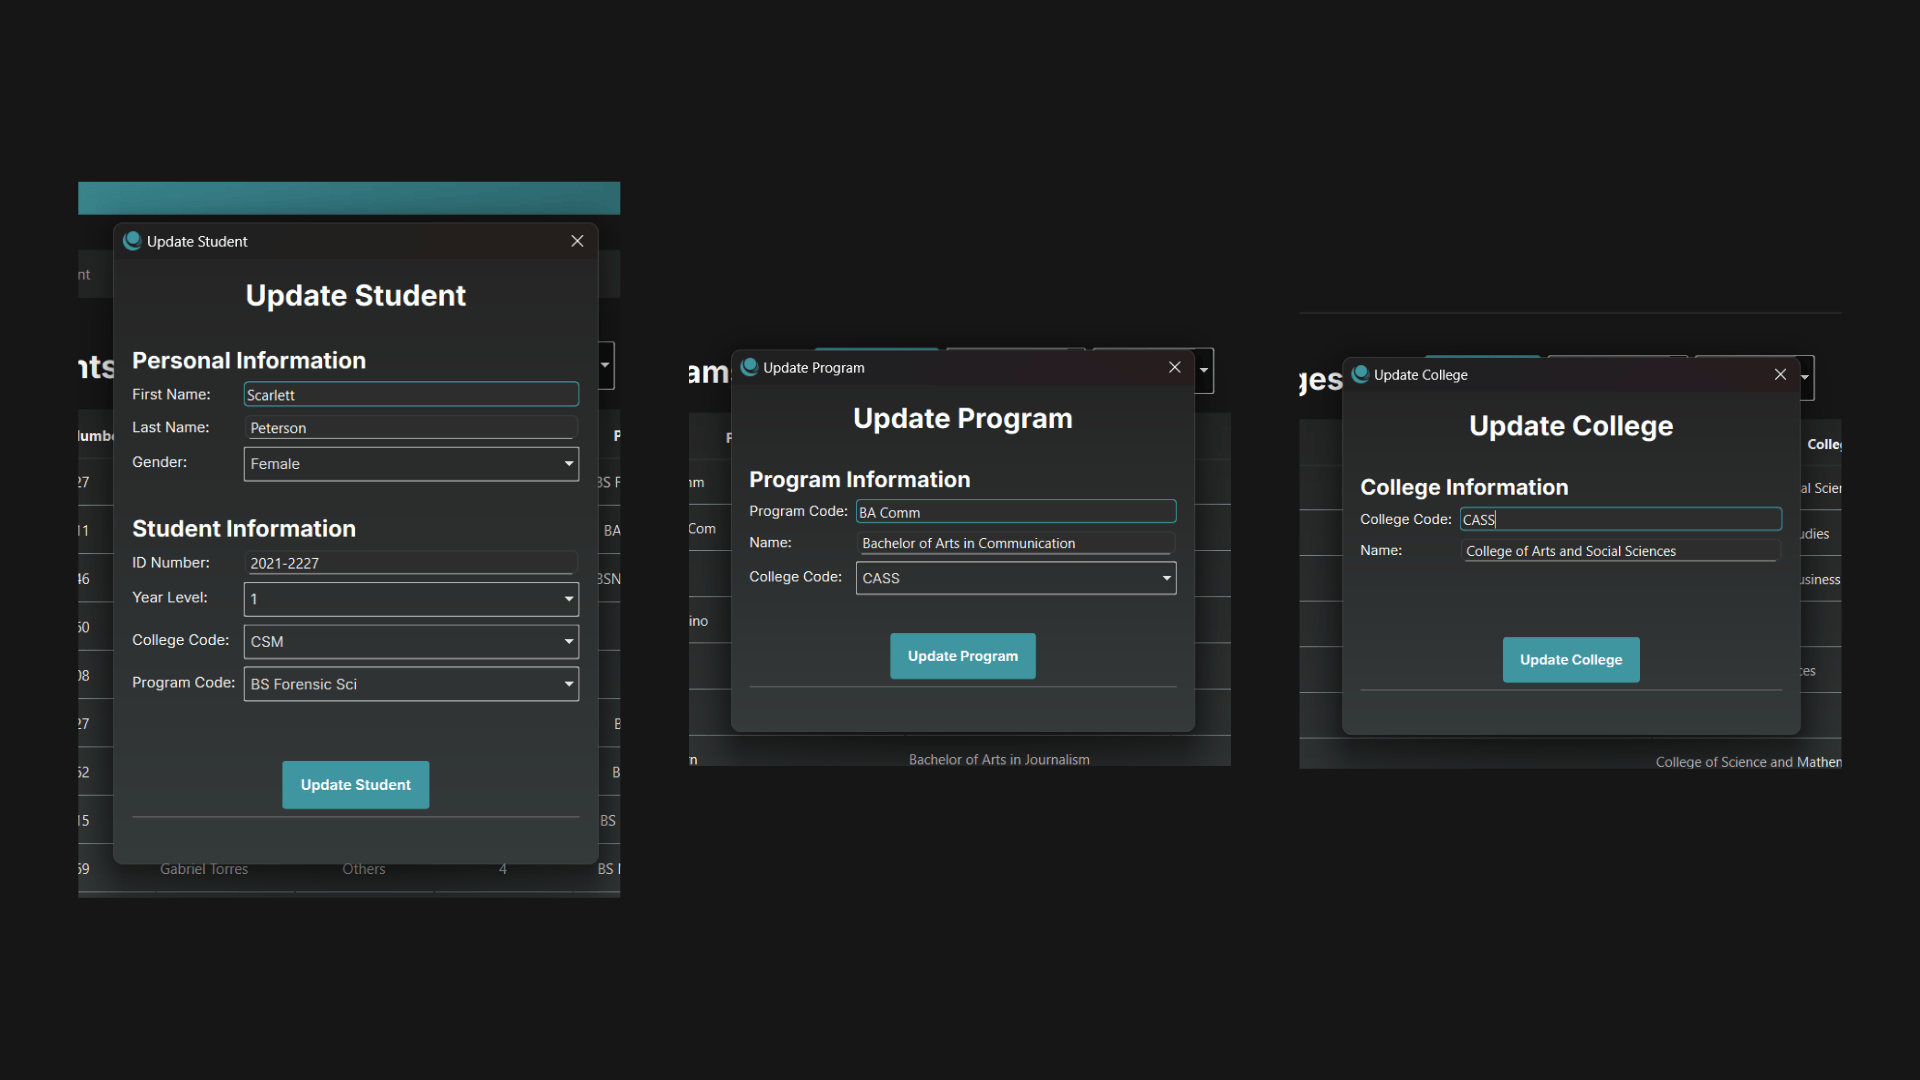 Update Student
Update Student
Personal Information
First Name: Scarlett
Last Name: Peterson
Gender: Female
Student Information
ID Number: 2021-2227
Year Level: 1
College Code: CSM
Program Code: BS Forensic Sci
Update Student
Gabriel Torres Others 4 BS
Update Program
Update Program
Program Information
Program Code: BA Comm
Name: Bachelor of Arts in Communication
College Code: CASS
Update Program
Bachelor of Arts in Journalism
Update College
Update College
College Information
College Code: CASS
Name: College of Arts and Social Sciences
Update College
College of Science and Mathem